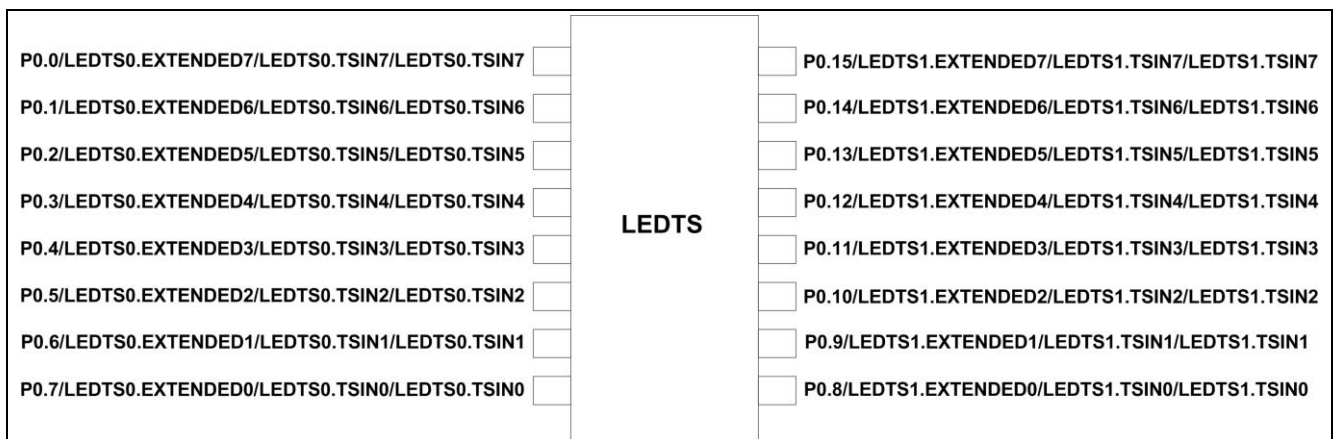 P0.0/LEDTS0.EXTENDED7/LEDTS0.TSIN7/LEDTS0.TSIN7
P0.1/LEDTS0.EXTENDED6/LEDTS0.TSIN6/LEDTS0.TSIN6
P0.2/LEDTS0.EXTENDED5/LEDTS0.TSIN5/LEDTS0.TSIN5
P0.3/LEDTS0.EXTENDED4/LEDTS0.TSIN4/LEDTS0.TSIN4
P0.4/LEDTS0.EXTENDED3/LEDTS0.TSIN3/LEDTS0.TSIN3
P0.5/LEDTS0.EXTENDED2/LEDTS0.TSIN2/LEDTS0.TSIN2
P0.6/LEDTS0.EXTENDED1/LEDTS0.TSIN1/LEDTS0.TSIN1
P0.7/LEDTS0.EXTENDED0/LEDTS0.TSIN0/LEDTS0.TSIN0
LEDTS
P0.15/LEDTS1.EXTENDED7/LEDTS1.TSIN7/LEDTS1.TSIN7
P0.14/LEDTS1.EXTENDED6/LEDTS1.TSIN6/LEDTS1.TSIN6
P0.13/LEDTS1.EXTENDED5/LEDTS1.TSIN5/LEDTS1.TSIN5
P0.12/LEDTS1.EXTENDED4/LEDTS1.TSIN4/LEDTS1.TSIN4
P0.11/LEDTS1.EXTENDED3/LEDTS1.TSIN3/LEDTS1.TSIN3
P0.10/LEDTS1.EXTENDED2/LEDTS1.TSIN2/LEDTS1.TSIN2
P0.9/LEDTS1.EXTENDED1/LEDTS1.TSIN1/LEDTS1.TSIN1
P0.8/LEDTS1.EXTENDED0/LEDTS1.TSIN0/LEDTS1.TSIN0